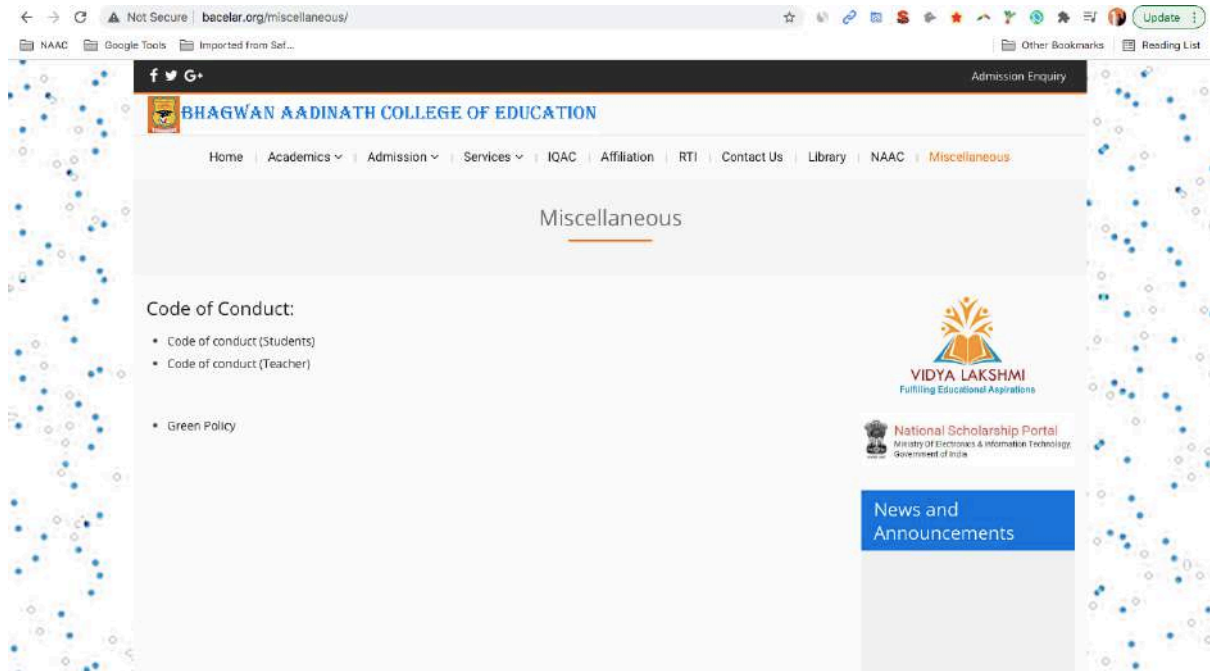 Not Secure bacelar.org/miscellaneous/ Update
NAAC Google Tools Imported from Saf... Other Bookmarks Reading List
f G+ Admission Enquiry
BHAGWAN AADINATH COLLEGE OF EDUCATION
Home Academics Admission Services IQAC Affiliation RTI Contact Us Library NAAC Miscellaneous
Miscellaneous
Code of Conduct:
• Code of conduct (Students)
• Code of conduct (Teacher)
• Green Policy
VIDYA LAKSHMI
Fulfilling Educational Aspirations
National Scholarship Portal
Ministry Of Electronics & Information Technology,
Government of India
News and
Announcements